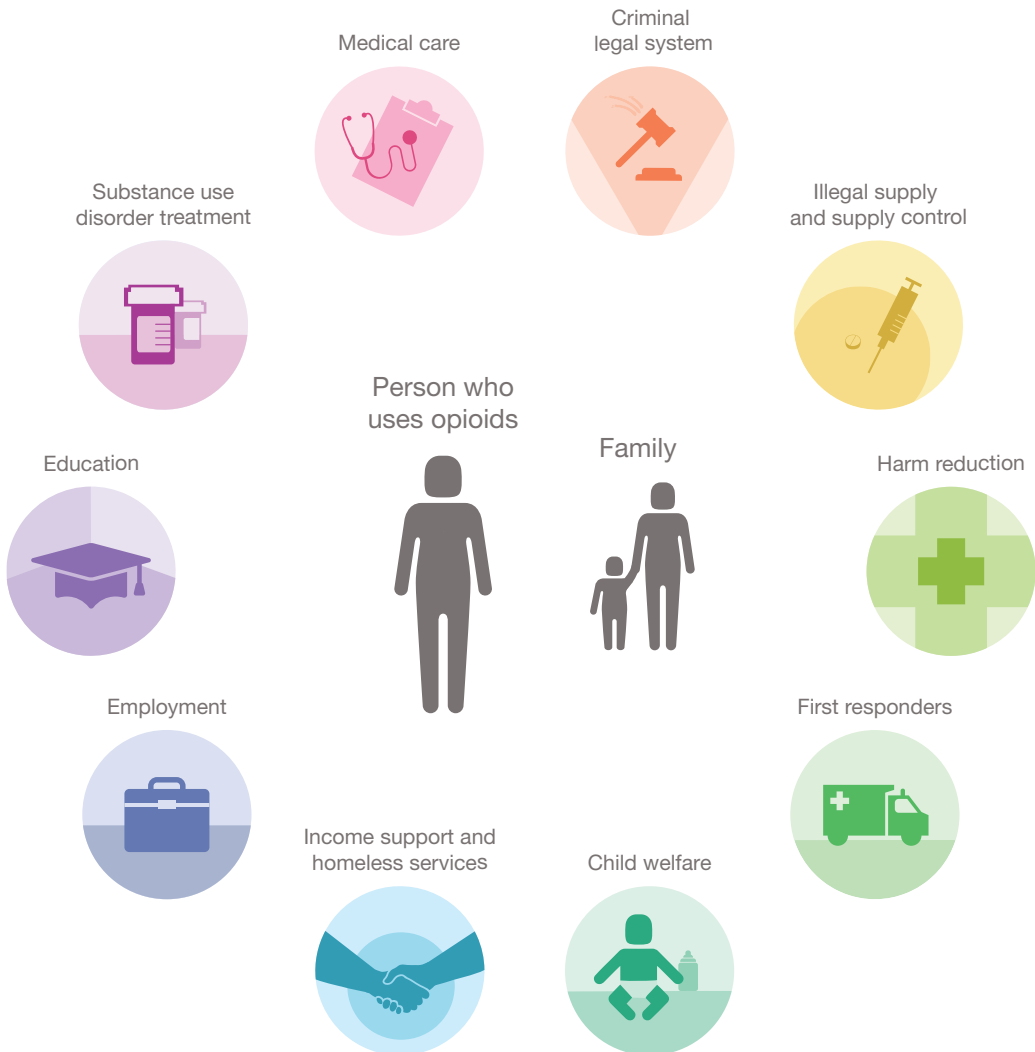 Medical care
Criminal
legal system
Substance use
disorder treatment
Illegal supply
and supply control
Person who
uses opioids
Family
Education
Harm reduction
Employment
First responders
Income support and
homeless services
Child welfare